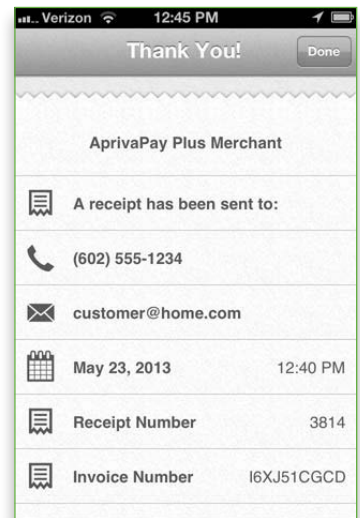 Verizon 12:45 PM
Thank You! Done
AprivaPay Plus Merchant
A receipt has been sent to:
(602) 555-1234
customer@home.com
May 23, 2013 12:40 PM
Receipt Number 3814
Invoice Number I6XJ51CGCD